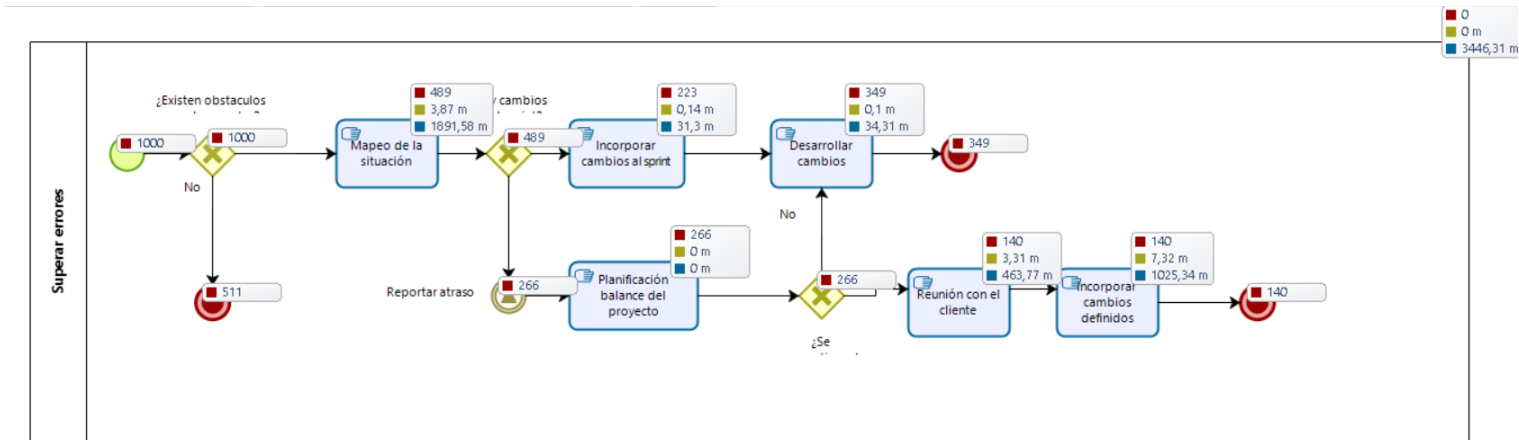 0
0 m
3446,31 m
Superar errores
¿Existen obstaculos
1000
1000
No
511
489
3,87 m
1891,58 m
Mapeo de la
situación
cambios
489
223
0,14 m
31,3 m
Incorporar
cambios al sprint
349
0,1 m
34,31 m
Desarrollar
cambios
349
Reportar atraso
266
266
0 m
0 m
Planificación
balance del
proyecto
No
266
¿Se
140
3,31 m
463,77 m
Reunión con el
cliente
140
7,32 m
1025,34 m
Incorporar
cambios
definidos
140